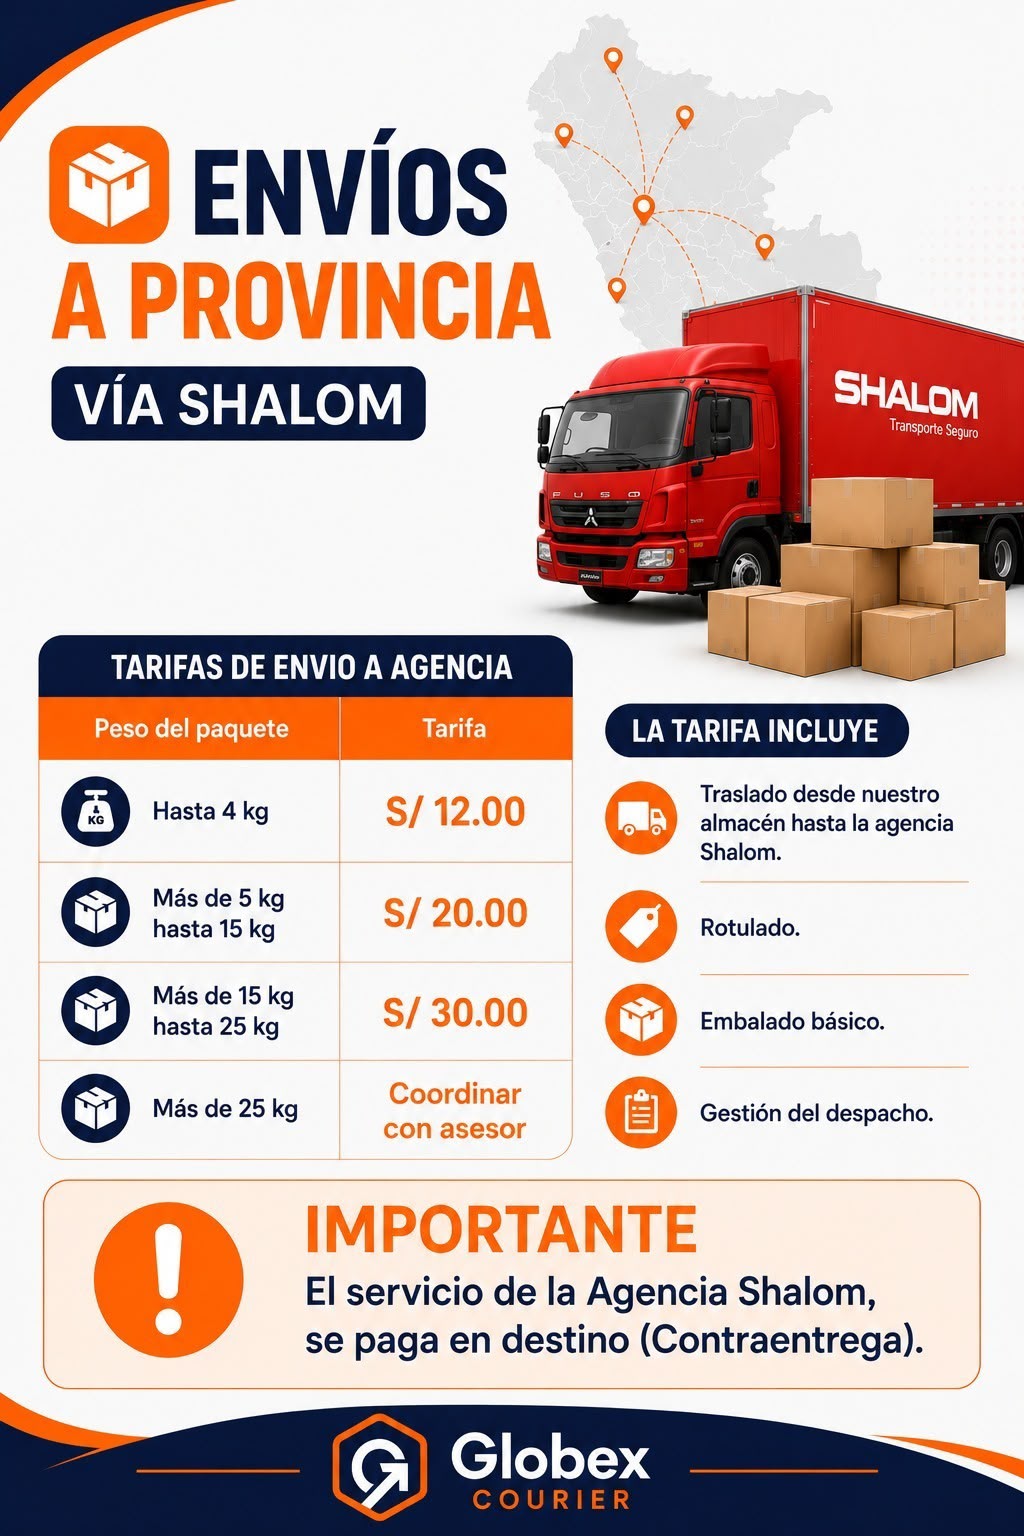 ENVÍOS
A PROVINCIA
VÍA SHALOM
SHALOM
Transporte Seguro
FUSO
TARIFAS DE ENVIO A AGENCIA
Peso del paquete
Tarifa
KG
Hasta 4 kg
S/ 12.00
Más de 5 kg
hasta 15 kg
S/ 20.00
Más de 15 kg
hasta 25 kg
S/ 30.00
Más de 25 kg
Coordinar
con asesor
LA TARIFA INCLUYE
Traslado desde nuestro
almacén hasta la agencia
Shalom.
Rotulado.
Embalado básico.
Gestión del despacho.
IMPORTANTE
El servicio de la Agencia Shalom,
se paga en destino (Contraentrega).
Globex
COURIER